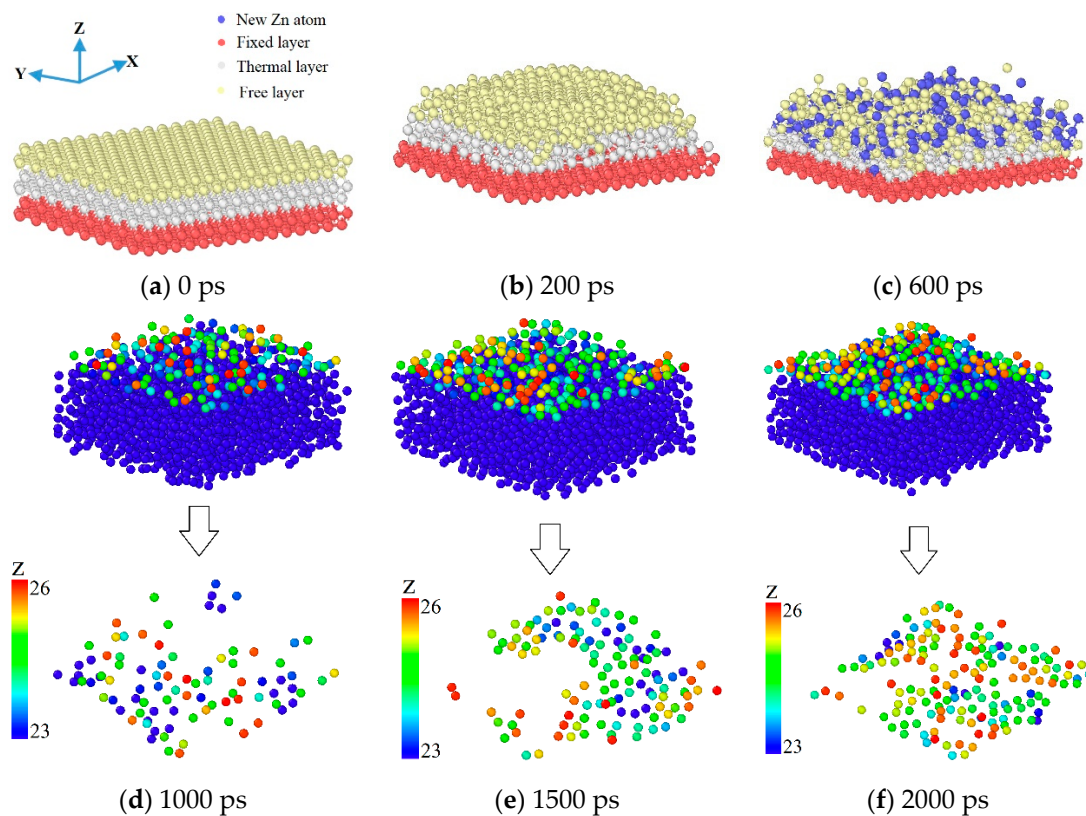 Z
X
Y
New Zn atom
Fixed layer
Thermal layer
Free layer
(a) 0 ps
(b) 200 ps
(c) 600 ps
Z
26
23
Z
26
23
Z
26
23
(d) 1000 ps
(e) 1500 ps
(f) 2000 ps